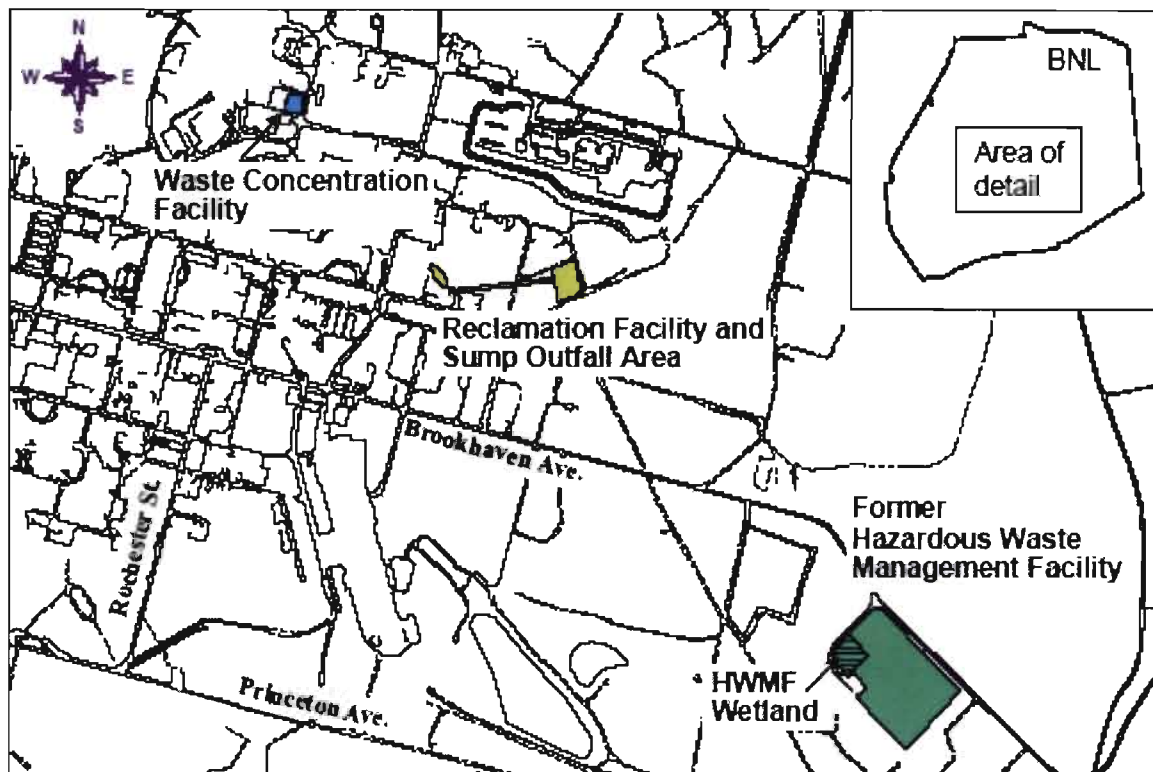 N
W E
S
BNL
Area of
detail
Waste Concentration
Facility
Reclamation Facility and
Sump Outfall Area
Brookhaven Ave.
Rochester St.
Former
Hazardous Waste
Management Facility
HWMF
Wetland
Princeton Ave.